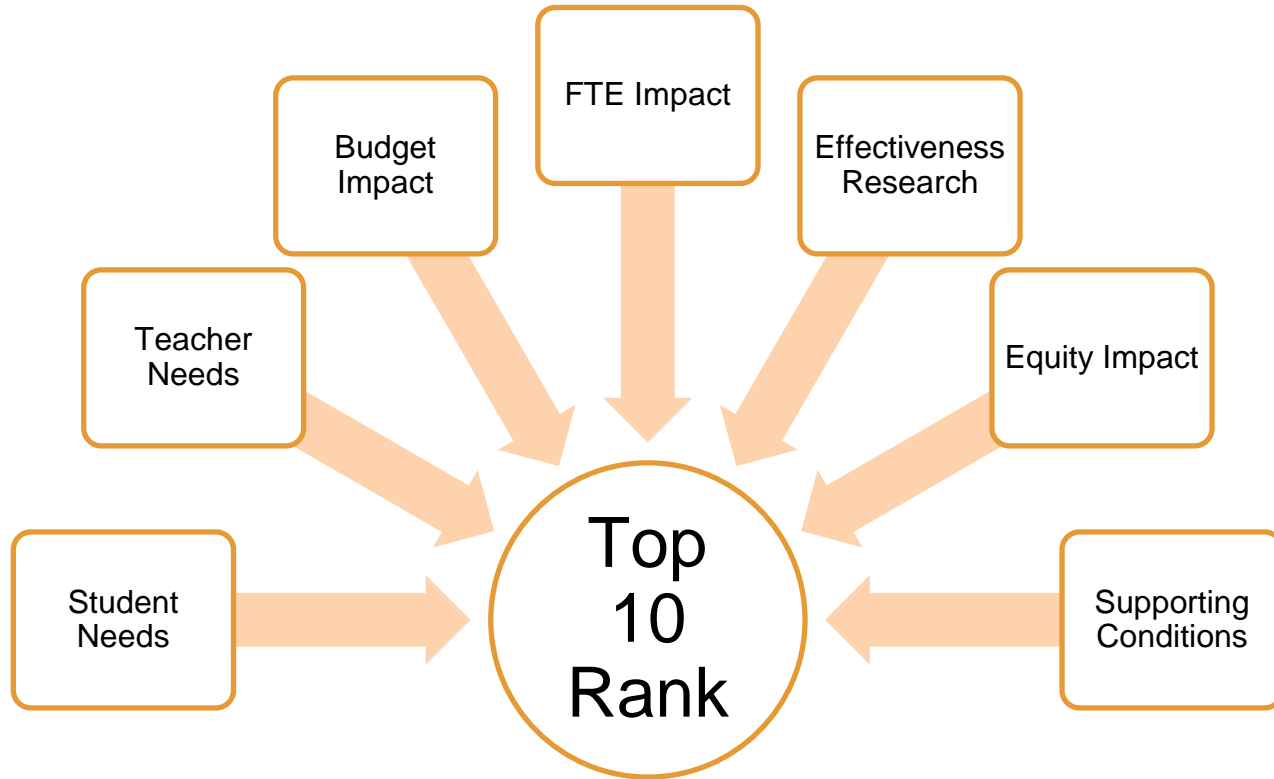 FTE Impact
Budget
Impact
Effectiveness
Research
Teacher
Needs
Equity Impact
Student
Needs
Supporting
Conditions
Top
10
Rank